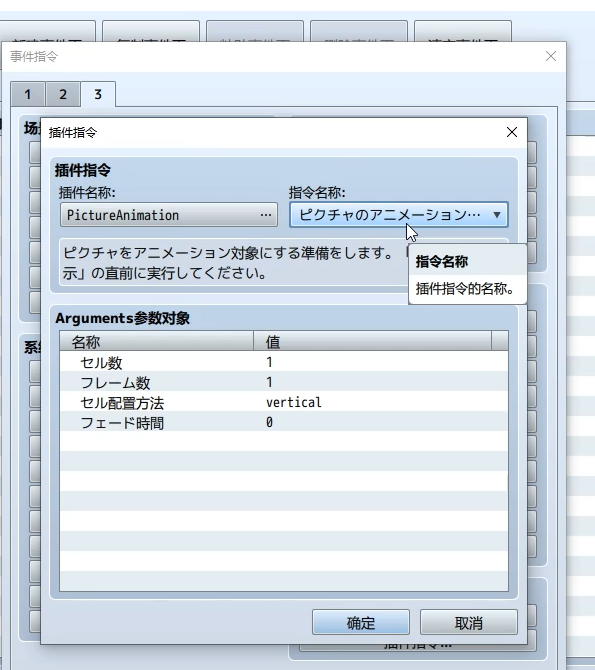 事件指令
1 2 3
插件指令
插件指令
插件名称: 指令名称:
PictureAnimation … ピクチャのアニメーション…
ピクチャをアニメーション対象にする準備をします。
示」の直前に実行してください。
指令名称
插件指令的名称。
Arguments参数对象
名称 值
セル数 1
フレーム数 1
セル配置方法 vertical
フェード時間 0
确定 取消